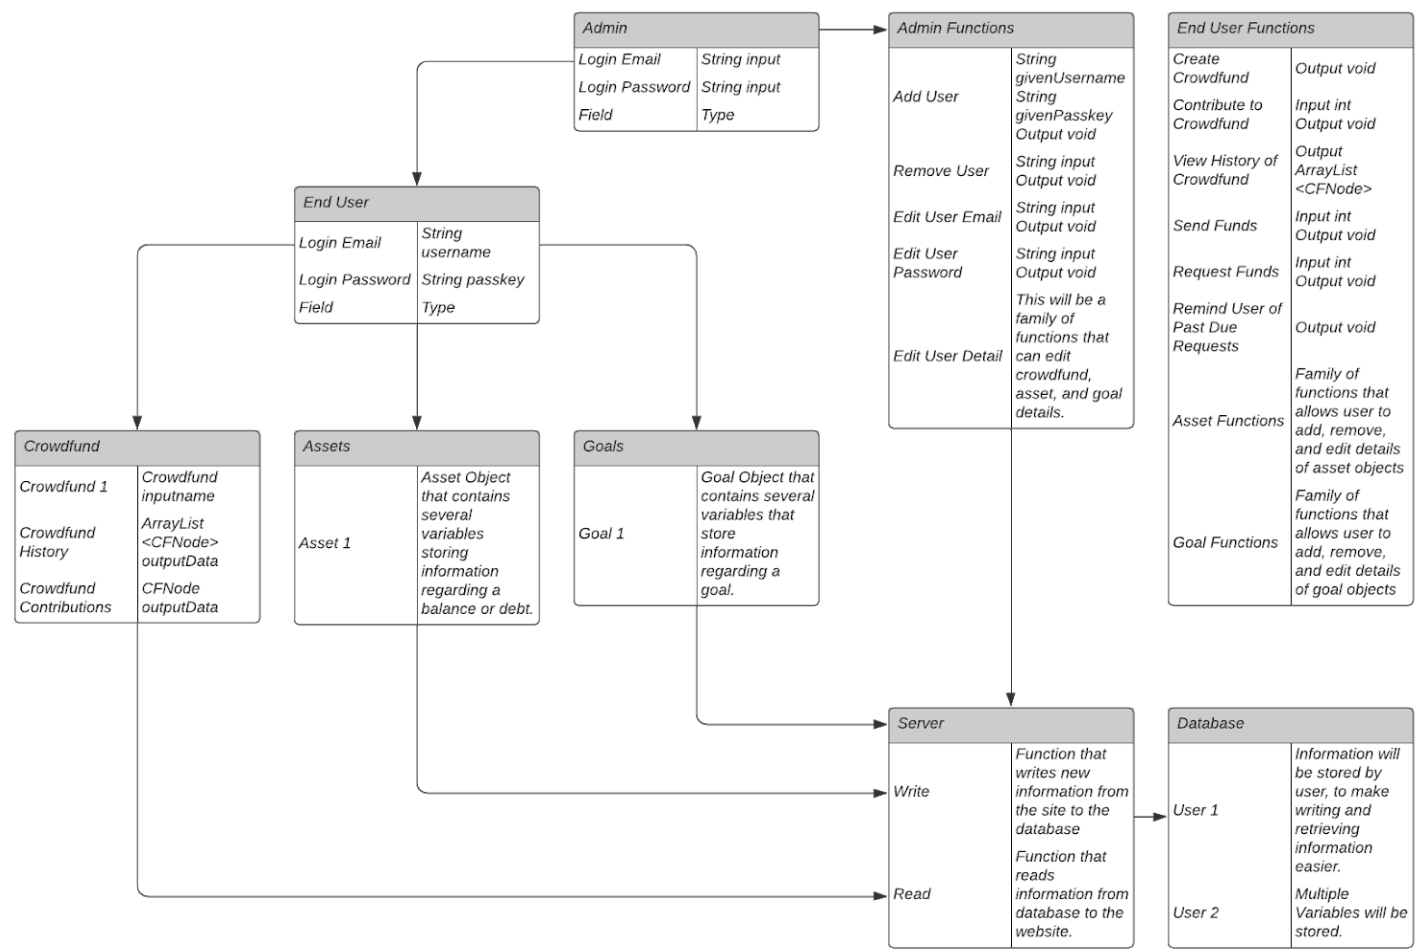 Admin
Login Email
String input
Login Password
String input
Field
Type
Admin Functions
Add User
String
givenUsername
String
givenPasskey
Output void
Remove User
String input
Output void
Edit User Email
String input
Output void
Edit User
Password
String input
Output void
Edit User Detail
This will be a
family of
functions that
can edit
crowdfund,
asset, and goal
details.
End User Functions
Create
Crowdfund
Output void
Contribute to
Crowdfund
Input int
Output void
View History of
Crowdfund
Output
ArrayList
<CFNode>
Send Funds
Input int
Output void
Request Funds
Input int
Output void
Remind User of
Past Due
Requests
Output void
Asset Functions
Family of
functions that
allows user to
add, remove,
and edit details
of asset objects
Goal Functions
Family of
functions that
allows user to
add, remove,
and edit details
of goal objects
End User
Login Email
String
username
Login Password
String passkey
Field
Type
Crowdfund
Crowdfund 1
Crowdfund
inputname
Crowdfund
History
ArrayList
<CFNode>
outputData
Crowdfund
Contributions
CFNode
outputData
Assets
Asset 1
Asset Object
that contains
several
variables
storing
information
regarding a
balance or debt.
Goals
Goal 1
Goal Object that
contains several
variables that
store
information
regarding a
goal.
Server
Write
Function that
writes new
information from
the site to the
database
Read
Function that
reads
information from
database to the
website.
Database
User 1
Information will
be stored by
user, to make
writing and
retrieving
information
easier.
User 2
Multiple
Variables will be
stored.